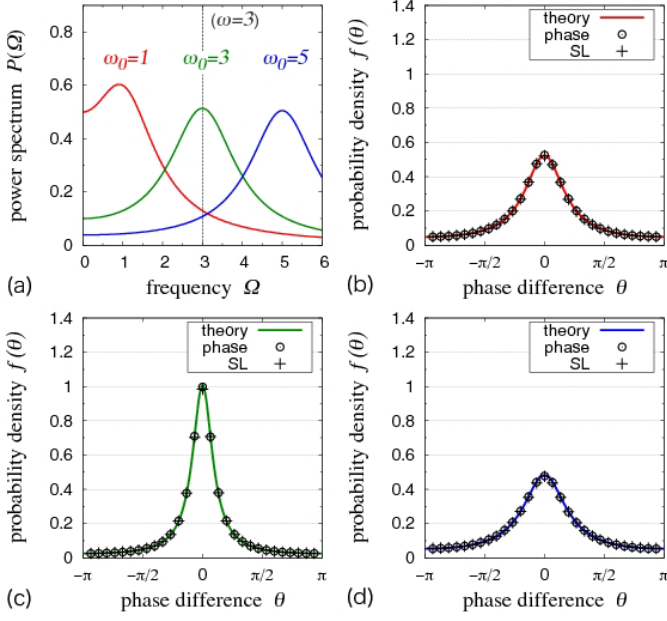 (ω=3)
power spectrum P(Ω)
0.8
0.6
0.4
0.2
0
ω₀=1 ω₀=3 ω₀=5
0 1 2 3 4 5 6
(a) frequency Ω
probability density f(θ)
1.4
1.2
1
0.8
0.6
0.4
0.2
0
theory
phase
SL
−π −π/2 0 π/2 π
(b) phase difference θ
probability density f(θ)
1.4
1.2
1
0.8
0.6
0.4
0.2
0
theory
phase
SL
−π −π/2 0 π/2 π
(c) phase difference θ
probability density f(θ)
1.4
1.2
1
0.8
0.6
0.4
0.2
0
theory
phase
SL
−π −π/2 0 π/2 π
(d) phase difference θ